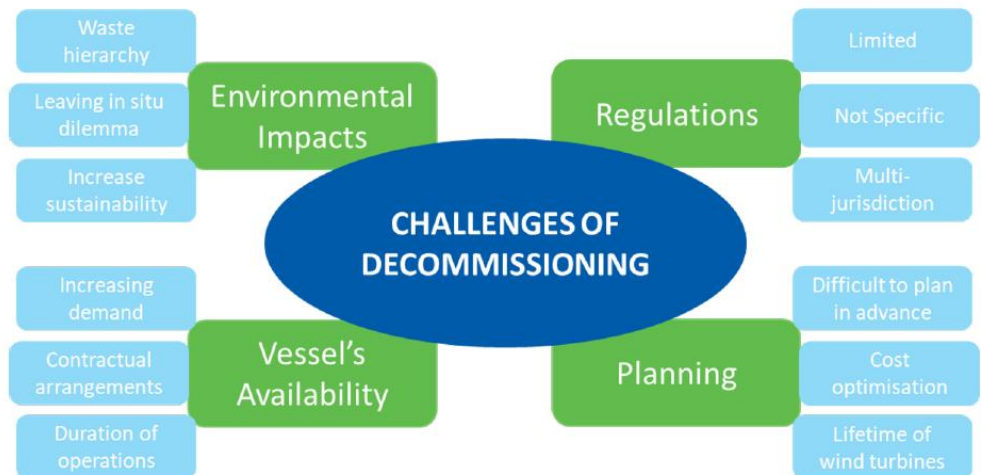 Waste
hierarchy
Leaving in situ
dilemma
Increase
sustainability
Environmental
Impacts
Regulations
Limited
Not Specific
Multi-
jurisdiction
CHALLENGES OF
DECOMMISSIONING
Increasing
demand
Contractual
arrangements
Duration of
operations
Vessel's
Availability
Planning
Difficult to plan
in advance
Cost
optimisation
Lifetime of
wind turbines